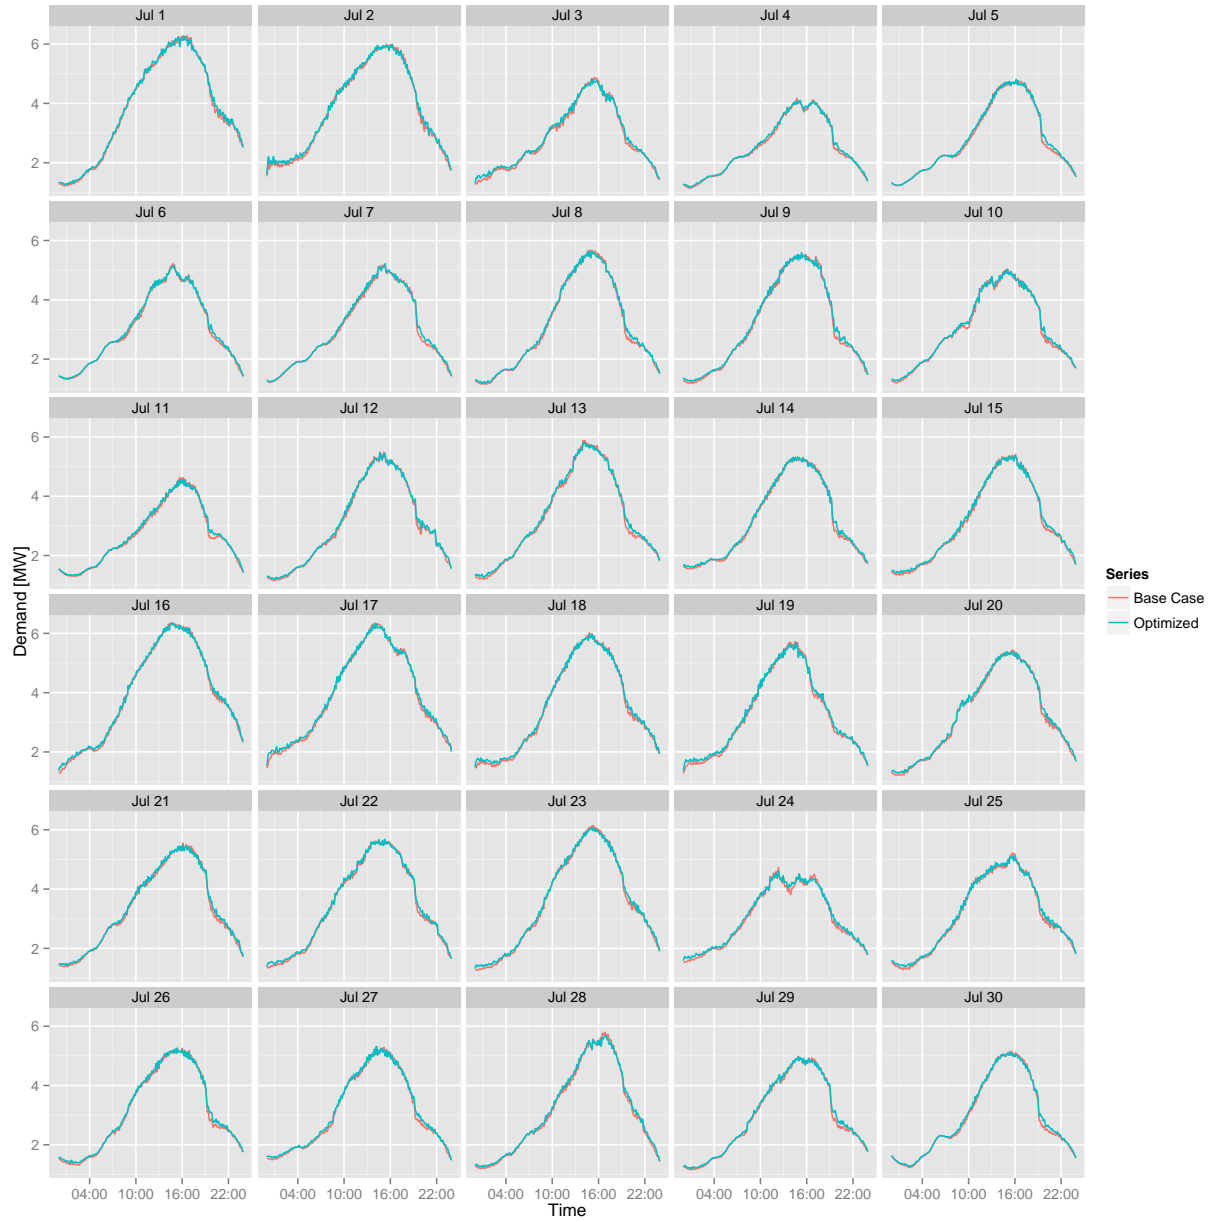 Jul 1 Jul 2 Jul 3 Jul 4 Jul 5
6
4
2
Jul 6 Jul 7 Jul 8 Jul 9 Jul 10
6
4
2
Jul 11 Jul 12 Jul 13 Jul 14 Jul 15
6
4
2
Demand [MW]
Series
Base Case
Optimized
Jul 16 Jul 17 Jul 18 Jul 19 Jul 20
6
4
2
Jul 21 Jul 22 Jul 23 Jul 24 Jul 25
6
4
2
Jul 26 Jul 27 Jul 28 Jul 29 Jul 30
6
4
2
04:00 10:00 16:00 22:00 04:00 10:00 16:00 22:00 04:00 10:00 16:00 22:00 04:00 10:00 16:00 22:00 04:00 10:00 16:00 22:00
Time